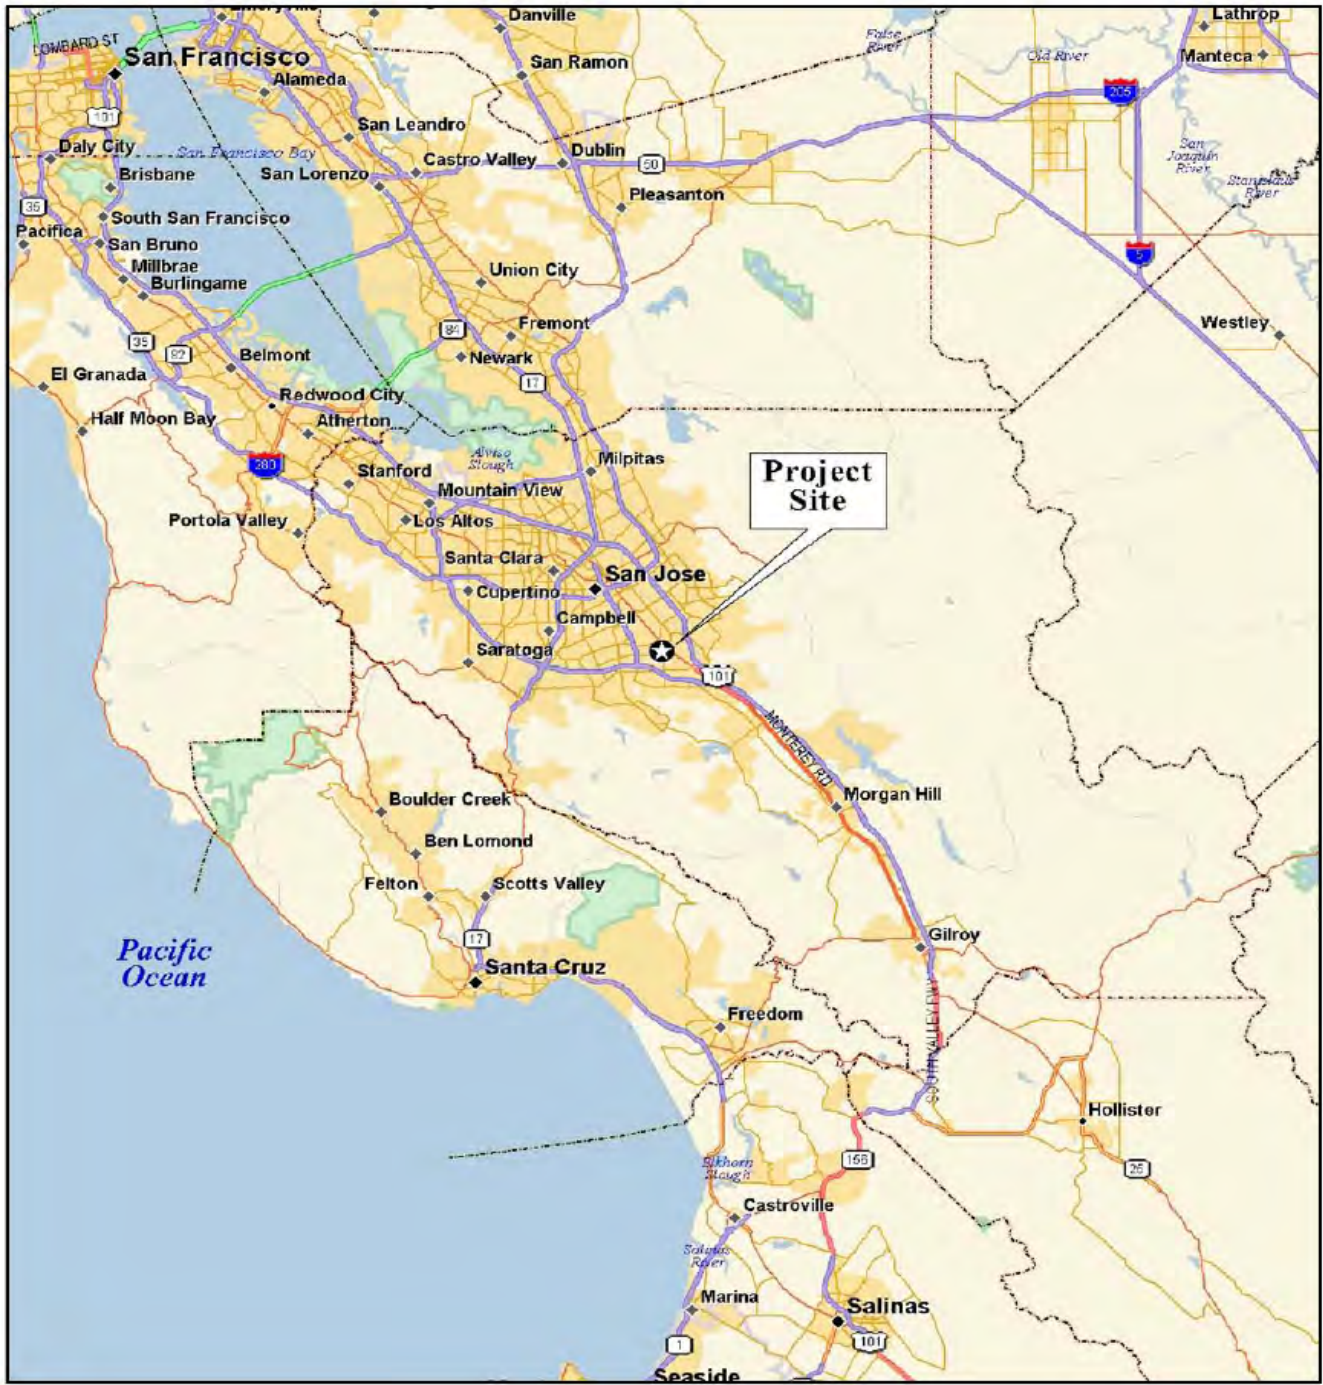 Danville
Lathrop
LOMBARD ST
San Francisco
San Ramon
False
River
Old River
Manteca
Alameda
205
101
San Leandro
Daly City
San Francisco Bay
Castro Valley
Dublin
50
San
Joaquin
River
Brisbane
San Lorenzo
Stanislaus
River
Pleasanton
35
South San Francisco
Pacifica
San Bruno
5
Millbrae
Union City
Burlingame
Fremont
84
Westley
35
82
Belmont
Newark
El Granada
17
Redwood City
Half Moon Bay
Atherton
Alviso
Slough
Milpitas
280
Stanford
Project
Site
Mountain View
Portola Valley
Los Altos
Santa Clara
San Jose
Cupertino
Campbell
Saratoga
101
MONTEREY RD
Morgan Hill
Boulder Creek
Ben Lomond
Felton
Scotts Valley
17
Gilroy
Pacific
Ocean
Santa Cruz
Freedom
SOUTH VALLEY FWY
Hollister
156
25
Elkhorn
Slough
Castroville
Salinas
River
Marina
Salinas
1
101
Seaside